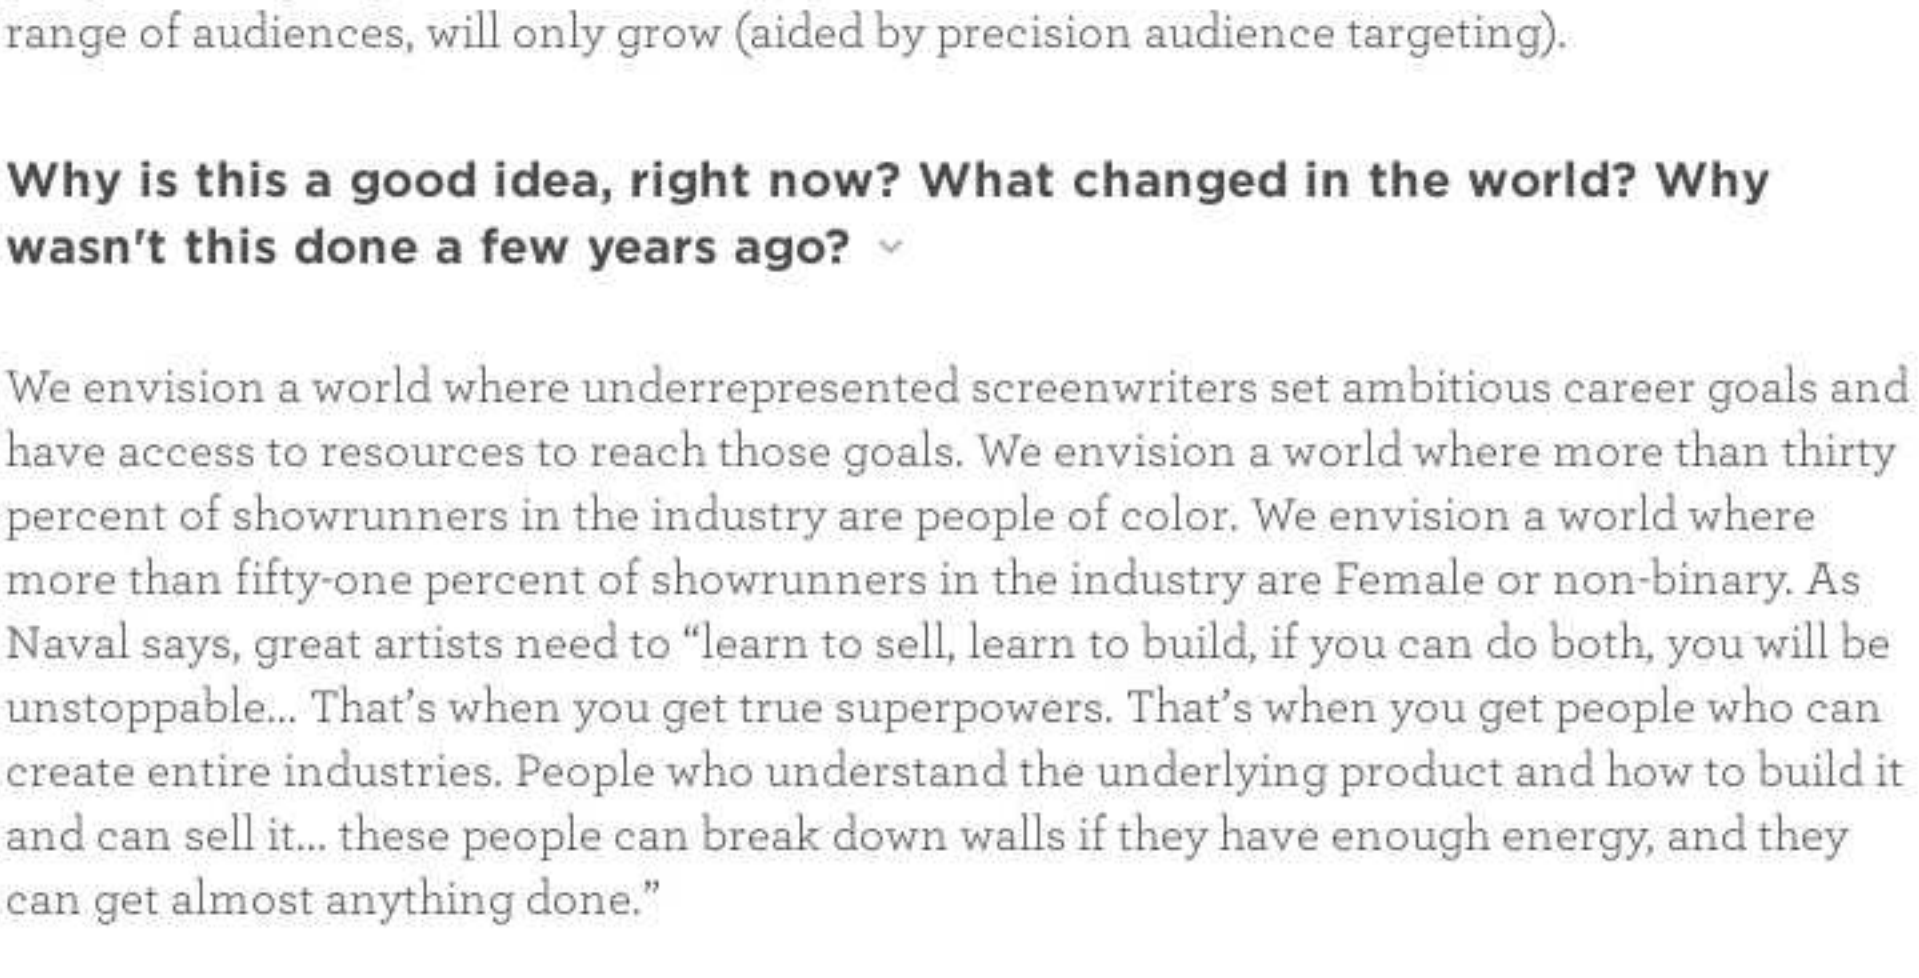 range of audiences, will only grow (aided by precision audience targeting).
Why is this a good idea, right now? What changed in the world? Why
wasn't this done a few years ago?
We envision a world where underrepresented screenwriters set ambitious career goals and
have access to resources to reach those goals. We envision a world where more than thirty
percent of showrunners in the industry are people of color. We envision a world where
more than fifty-one percent of showrunners in the industry are Female or non-binary. As
Naval says, great artists need to “learn to sell, learn to build, if you can do both, you will be
unstoppable... That’s when you get true superpowers. That’s when you get people who can
create entire industries. People who understand the underlying product and how to build it
and can sell it... these people can break down walls if they have enough energy, and they
can get almost anything done.”